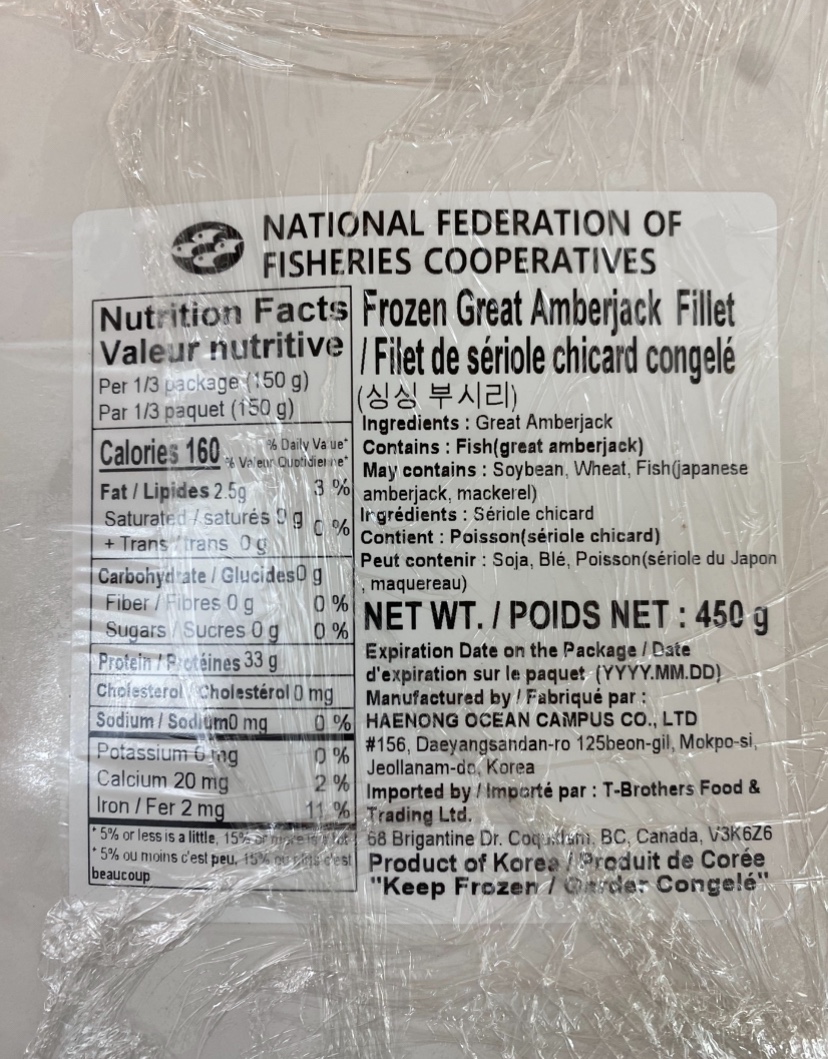 NATIONAL FEDERATION OF
FISHERIES COOPERATIVES
Nutrition Facts
Valeur nutritive
Per 1/3 package (150 g)
Par 1/3 paquet (150 g)
Calories 160
% Daily Value*
% Valeur Quotidienne*
Fat / Lipides 2.5g 3 %
Saturated / saturés 0 g
+ Trans / trans 0 g
0 %
Carbohydrate / Glucides0 g
Fiber / Fibres 0 g 0 %
Sugars / Sucres 0 g 0 %
Protein / Protéines 33 g
Cholesterol / Cholestérol 0 mg
Sodium / Sodium0 mg 0 %
Potassium 0 mg 0 %
Calcium 20 mg 2 %
Iron / Fer 2 mg 11 %
* 5% or less is a little, 15% or more is a lot
* 5% ou moins c'est peu, 15% ou plus c'est
beaucoup
Frozen Great Amberjack Fillet
/ Filet de sériole chicard congelé
(싱싱 부시리)
Ingredients : Great Amberjack
Contains : Fish(great amberjack)
May contains : Soybean, Wheat, Fish(japanese
amberjack, mackerel)
Ingrédients : Sériole chicard
Contient : Poisson(sériole chicard)
Peut contenir : Soja, Blé, Poisson(sériole du Japon
, maquereau)
NET WT. / POIDS NET : 450 g
Expiration Date on the Package / Date
d'expiration sur le paquet (YYYY.MM.DD)
Manufactured by / Fabriqué par :
HAENONG OCEAN CAMPUS CO., LTD
#156, Daeyangsandan-ro 125beon-gil, Mokpo-si,
Jeollanam-do, Korea
Imported by / Importé par : T-Brothers Food &
Trading Ltd.
68 Brigantine Dr. Coquitlam. BC, Canada, V3K6Z6
Product of Korea / Produit de Corée
"Keep Frozen / Garder Congelé"